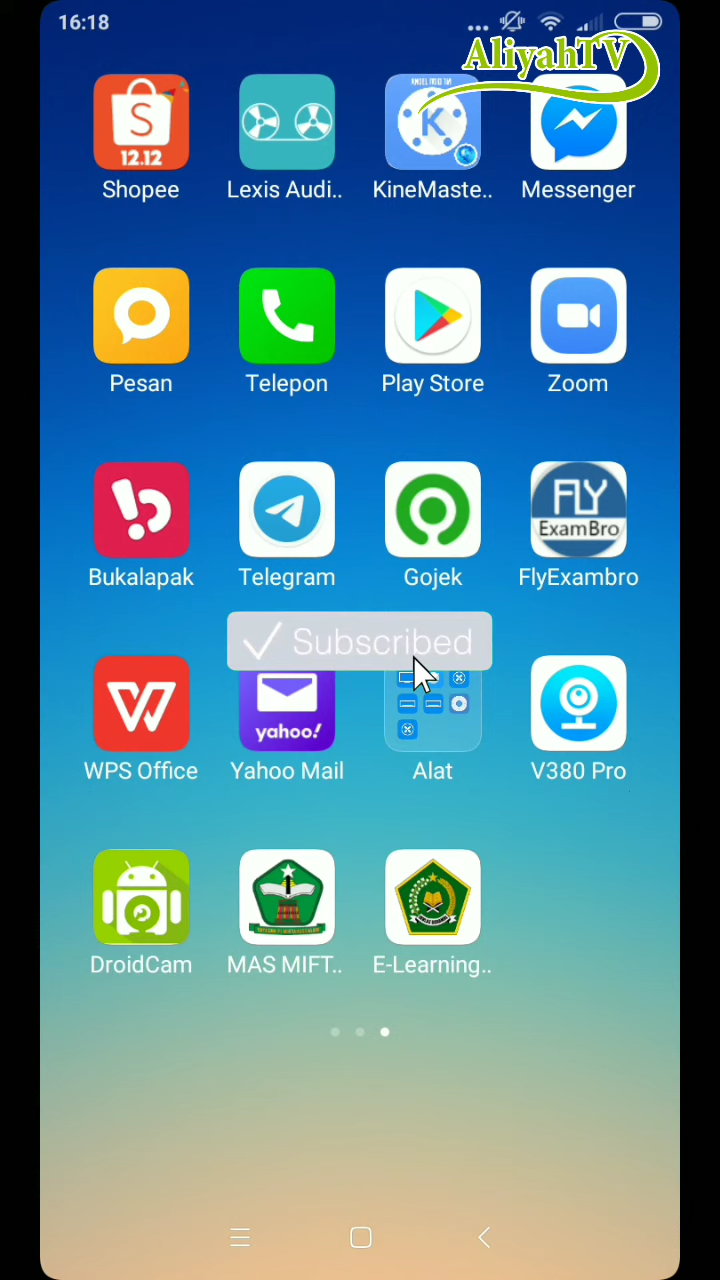 16:18
AliyahTV
S
12.12
K
Shopee
Lexis Audi..
KineMaste..
Messenger
Pesan
Telepon
Play Store
Zoom
FLY
ExamBro
Bukalapak
Telegram
Gojek
FlyExambro
Subscribed
yahoo!
WPS Office
Yahoo Mail
Alat
V380 Pro
DroidCam
MAS MIFT..
E-Learning..